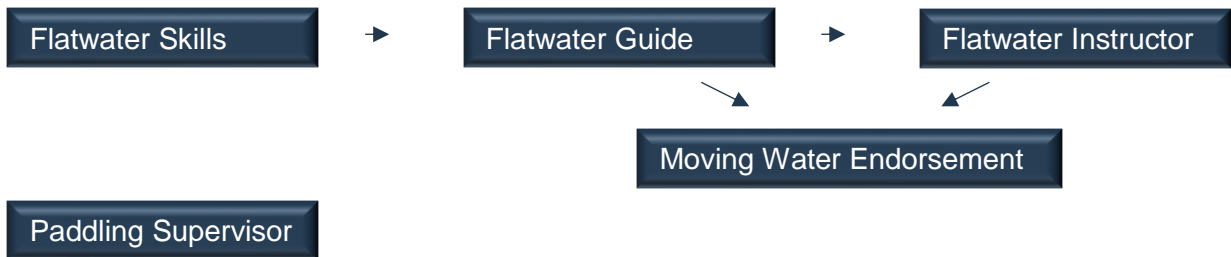 Flatwater Skills
Flatwater Guide
Flatwater Instructor
Moving Water Endorsement
Paddling Supervisor